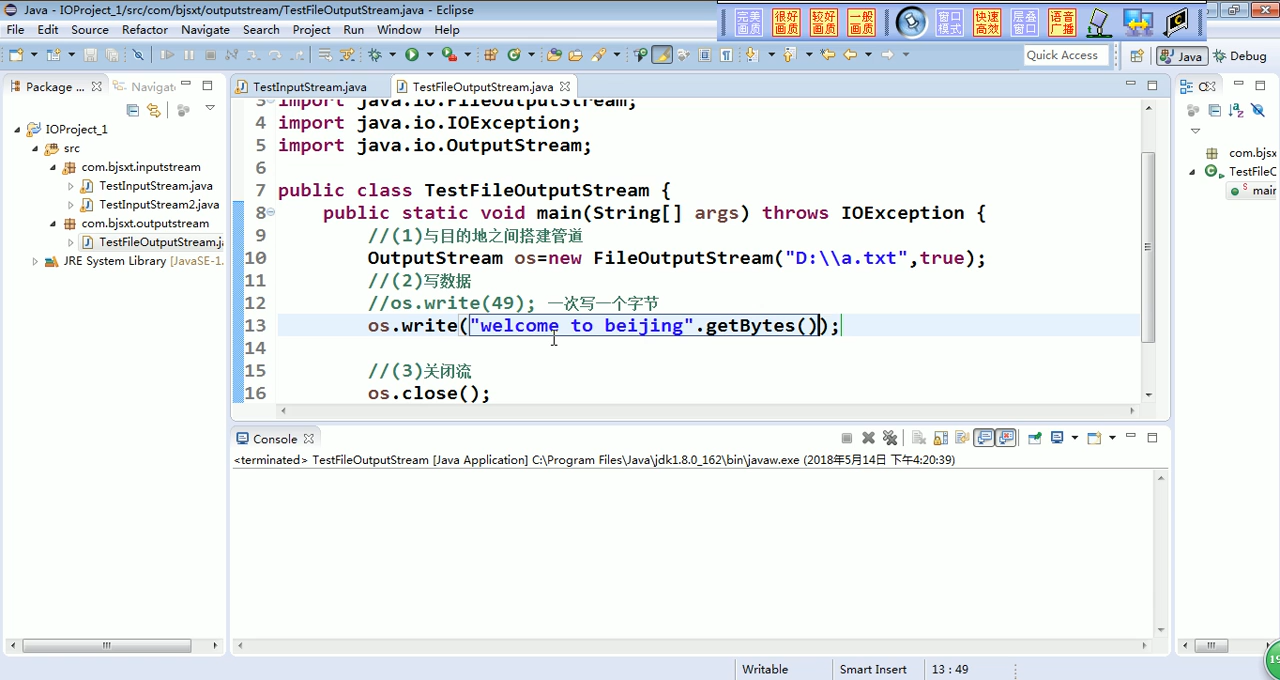 Java - IOProject_1/src/com/bjsxt/outputstream/TestFileOutputStream.java - Eclipse
File Edit Source Refactor Navigate Search Project Run Window Help
完美画质 很好画质 较好画质 一般画质 窗口模式 快速高效 层叠窗口 语音广播
Quick Access Java Debug
Package ... Navigat
TestInputStream.java TestFileOutputStream.java
IOProject_1
src
com.bjsxt.inputstream
TestInputStream.java
TestInputStream2.java
com.bjsxt.outputstream
TestFileOutputStream.j
JRE System Library [JavaSE-1.
3 import java.io.FileOutputStream;
4 import java.io.IOException;
5 import java.io.OutputStream;
6
7 public class TestFileOutputStream {
8 public static void main(String[] args) throws IOException {
9 //(1)与目的地之间搭建管道
10 OutputStream os=new FileOutputStream("D:\\a.txt",true);
11 //(2)写数据
12 //os.write(49); 一次写一个字节
13 os.write("welcome to beijing".getBytes());
14
15 //(3)关闭流
16 os.close();
com.bjsx
TestFileO
S main
Console
<terminated> TestFileOutputStream [Java Application] C:\Program Files\Java\jdk1.8.0_162\bin\javaw.exe (2018年5月14日 下午4:20:39)
Writable Smart Insert 13 : 49